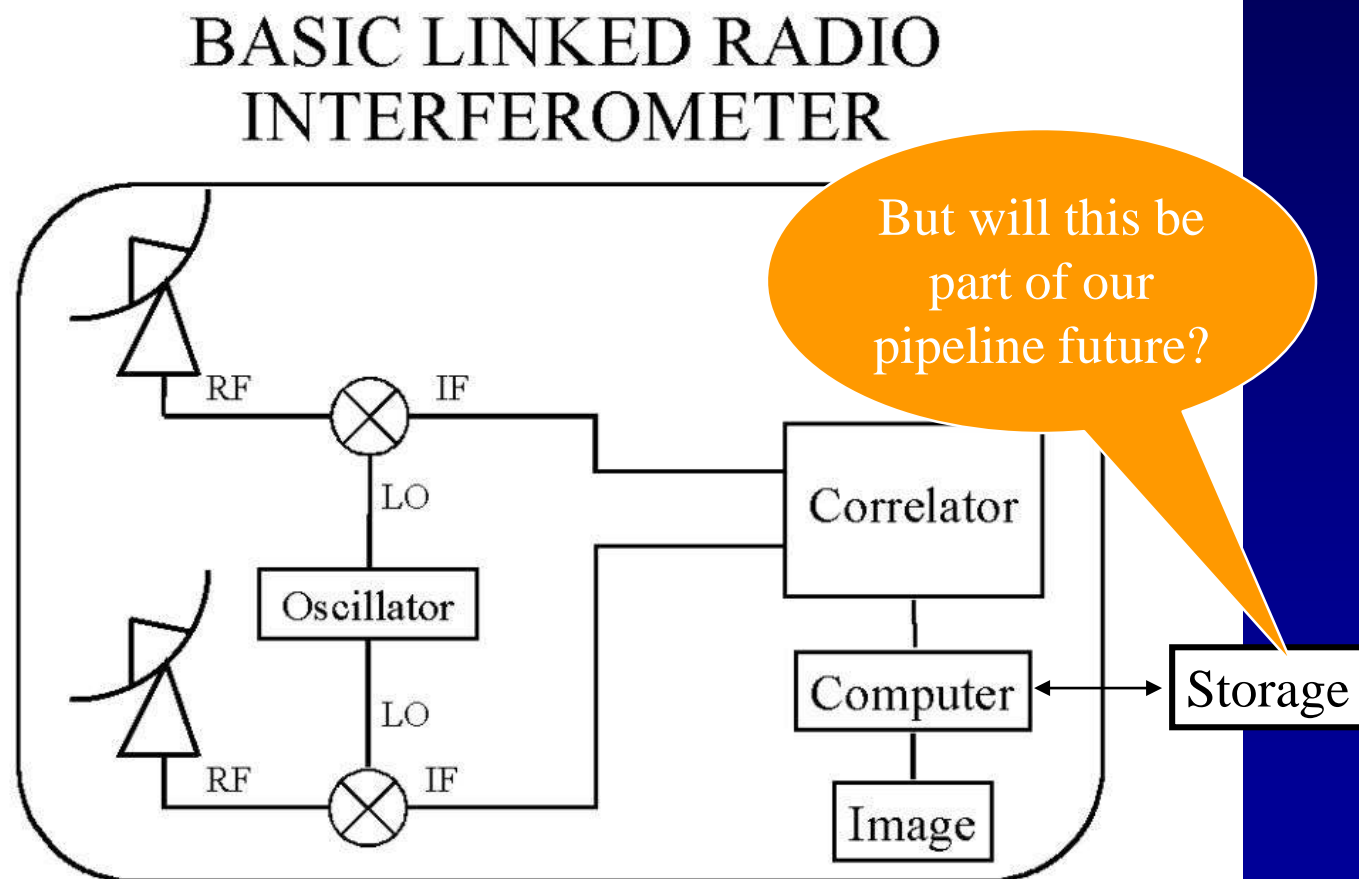 BASIC LINKED RADIO
INTERFEROMETER
But will this be
part of our
pipeline future?
RF
IF
LO
Correlator
Oscillator
Computer
Storage
LO
RF
IF
Image